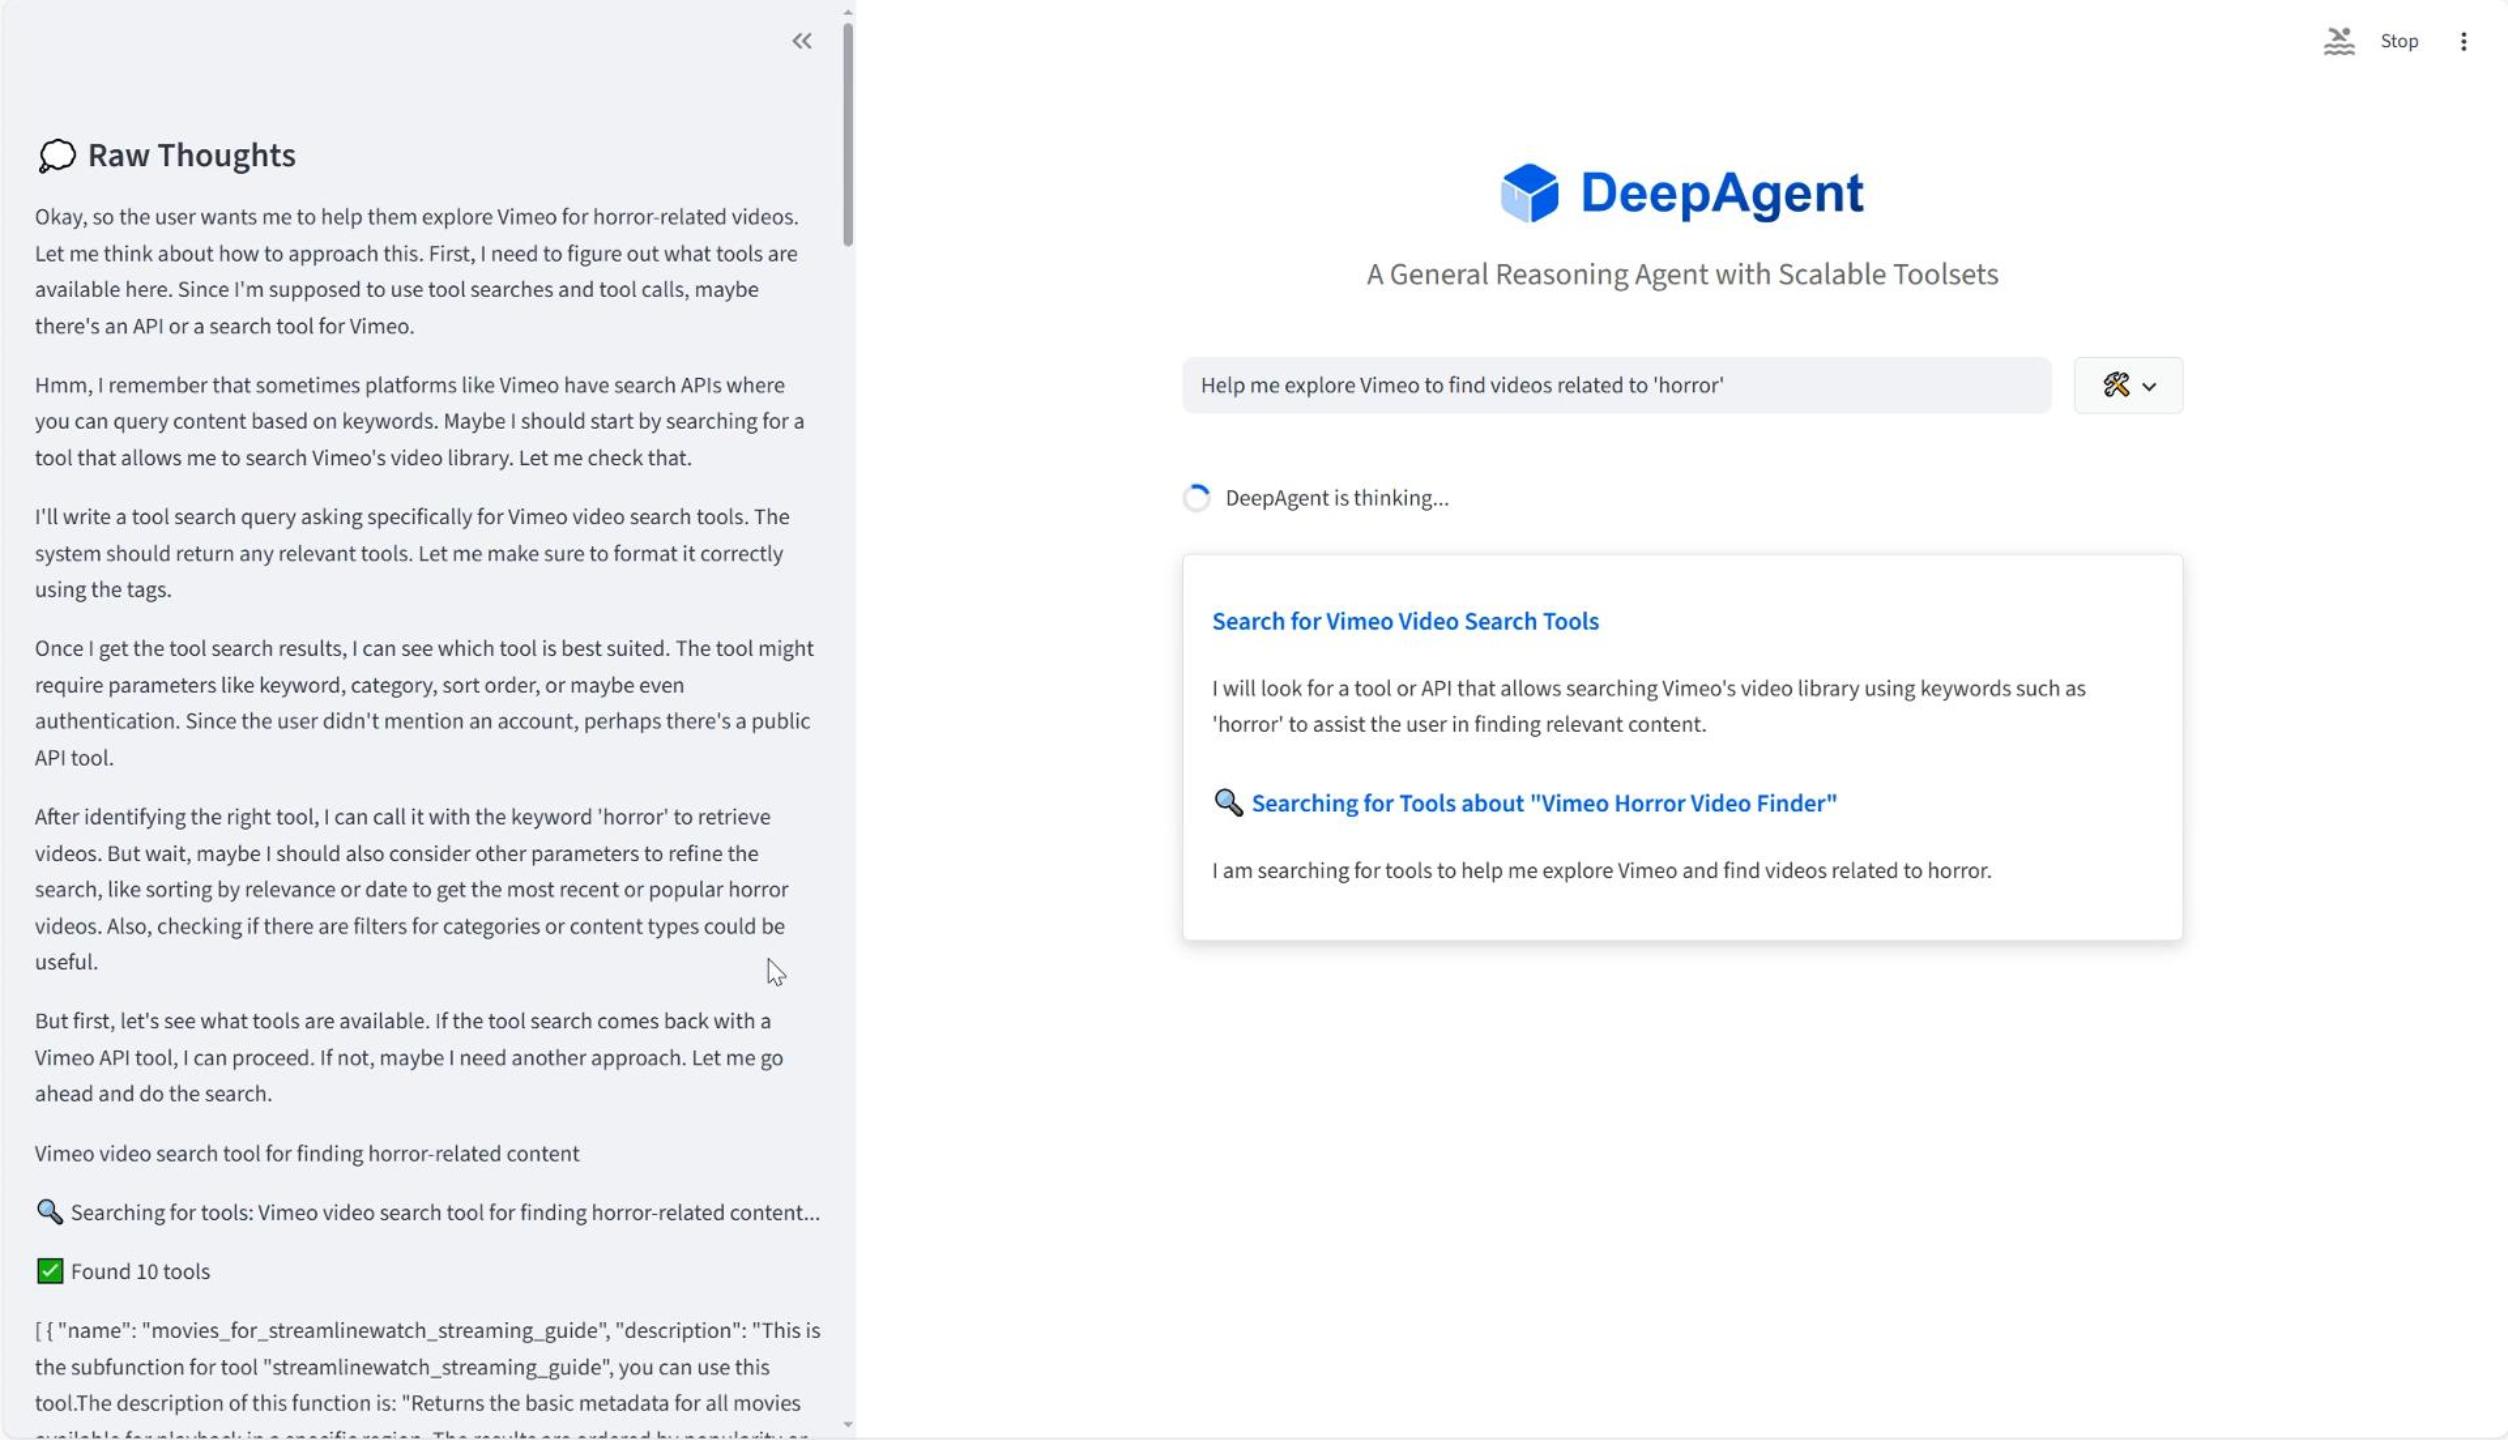 Raw Thoughts
Okay, so the user wants me to help them explore Vimeo for horror-related videos.
Let me think about how to approach this. First, I need to figure out what tools are
available here. Since I'm supposed to use tool searches and tool calls, maybe
there's an API or a search tool for Vimeo.
Hmm, I remember that sometimes platforms like Vimeo have search APIs where
you can query content based on keywords. Maybe I should start by searching for a
tool that allows me to search Vimeo's video library. Let me check that.
I'll write a tool search query asking specifically for Vimeo video search tools. The
system should return any relevant tools. Let me make sure to format it correctly
using the tags.
Once I get the tool search results, I can see which tool is best suited. The tool might
require parameters like keyword, category, sort order, or maybe even
authentication. Since the user didn't mention an account, perhaps there's a public
API tool.
After identifying the right tool, I can call it with the keyword 'horror' to retrieve
videos. But wait, maybe I should also consider other parameters to refine the
search, like sorting by relevance or date to get the most recent or popular horror
videos. Also, checking if there are filters for categories or content types could be
useful.
But first, let's see what tools are available. If the tool search comes back with a
Vimeo API tool, I can proceed. If not, maybe I need another approach. Let me go
ahead and do the search.
Vimeo video search tool for finding horror-related content
Searching for tools: Vimeo video search tool for finding horror-related content...
Found 10 tools
[ { "name": "movies_for_streamlinewatch_streaming_guide", "description": "This is
the subfunction for tool "streamlinewatch_streaming_guide", you can use this
tool.The description of this function is: "Returns the basic metadata for all movies
available for playback in a specific region. The results are ordered by popularity or
Stop
DeepAgent
A General Reasoning Agent with Scalable Toolsets
Help me explore Vimeo to find videos related to 'horror'
DeepAgent is thinking...
Search for Vimeo Video Search Tools
I will look for a tool or API that allows searching Vimeo's video library using keywords such as
'horror' to assist the user in finding relevant content.
Searching for Tools about "Vimeo Horror Video Finder"
I am searching for tools to help me explore Vimeo and find videos related to horror.